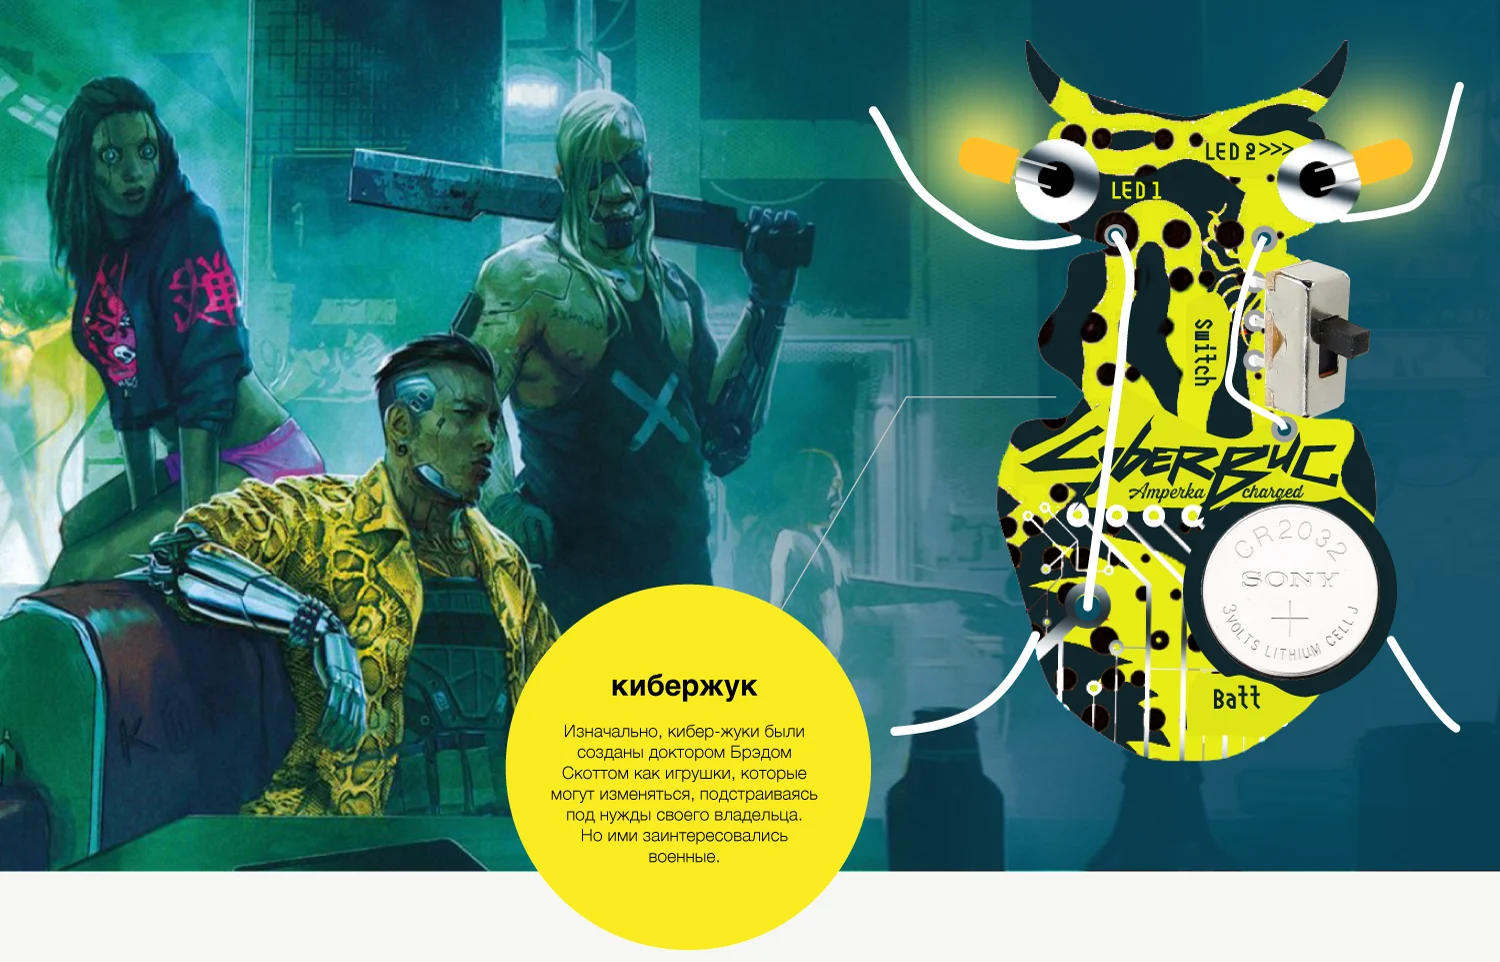 LED 2>>>
LED 1
Switch
CyberBug
Amperka charged
CR2032
SONY
+
3VOLTS LITHIUM CELL J
Batt
кибержук
Изначально, кибер-жуки были
созданы доктором Брэдом
Скоттом как игрушки, которые
могут изменяться, подстраиваясь
под нужды своего владельца.
Но ими заинтересовались
военные.